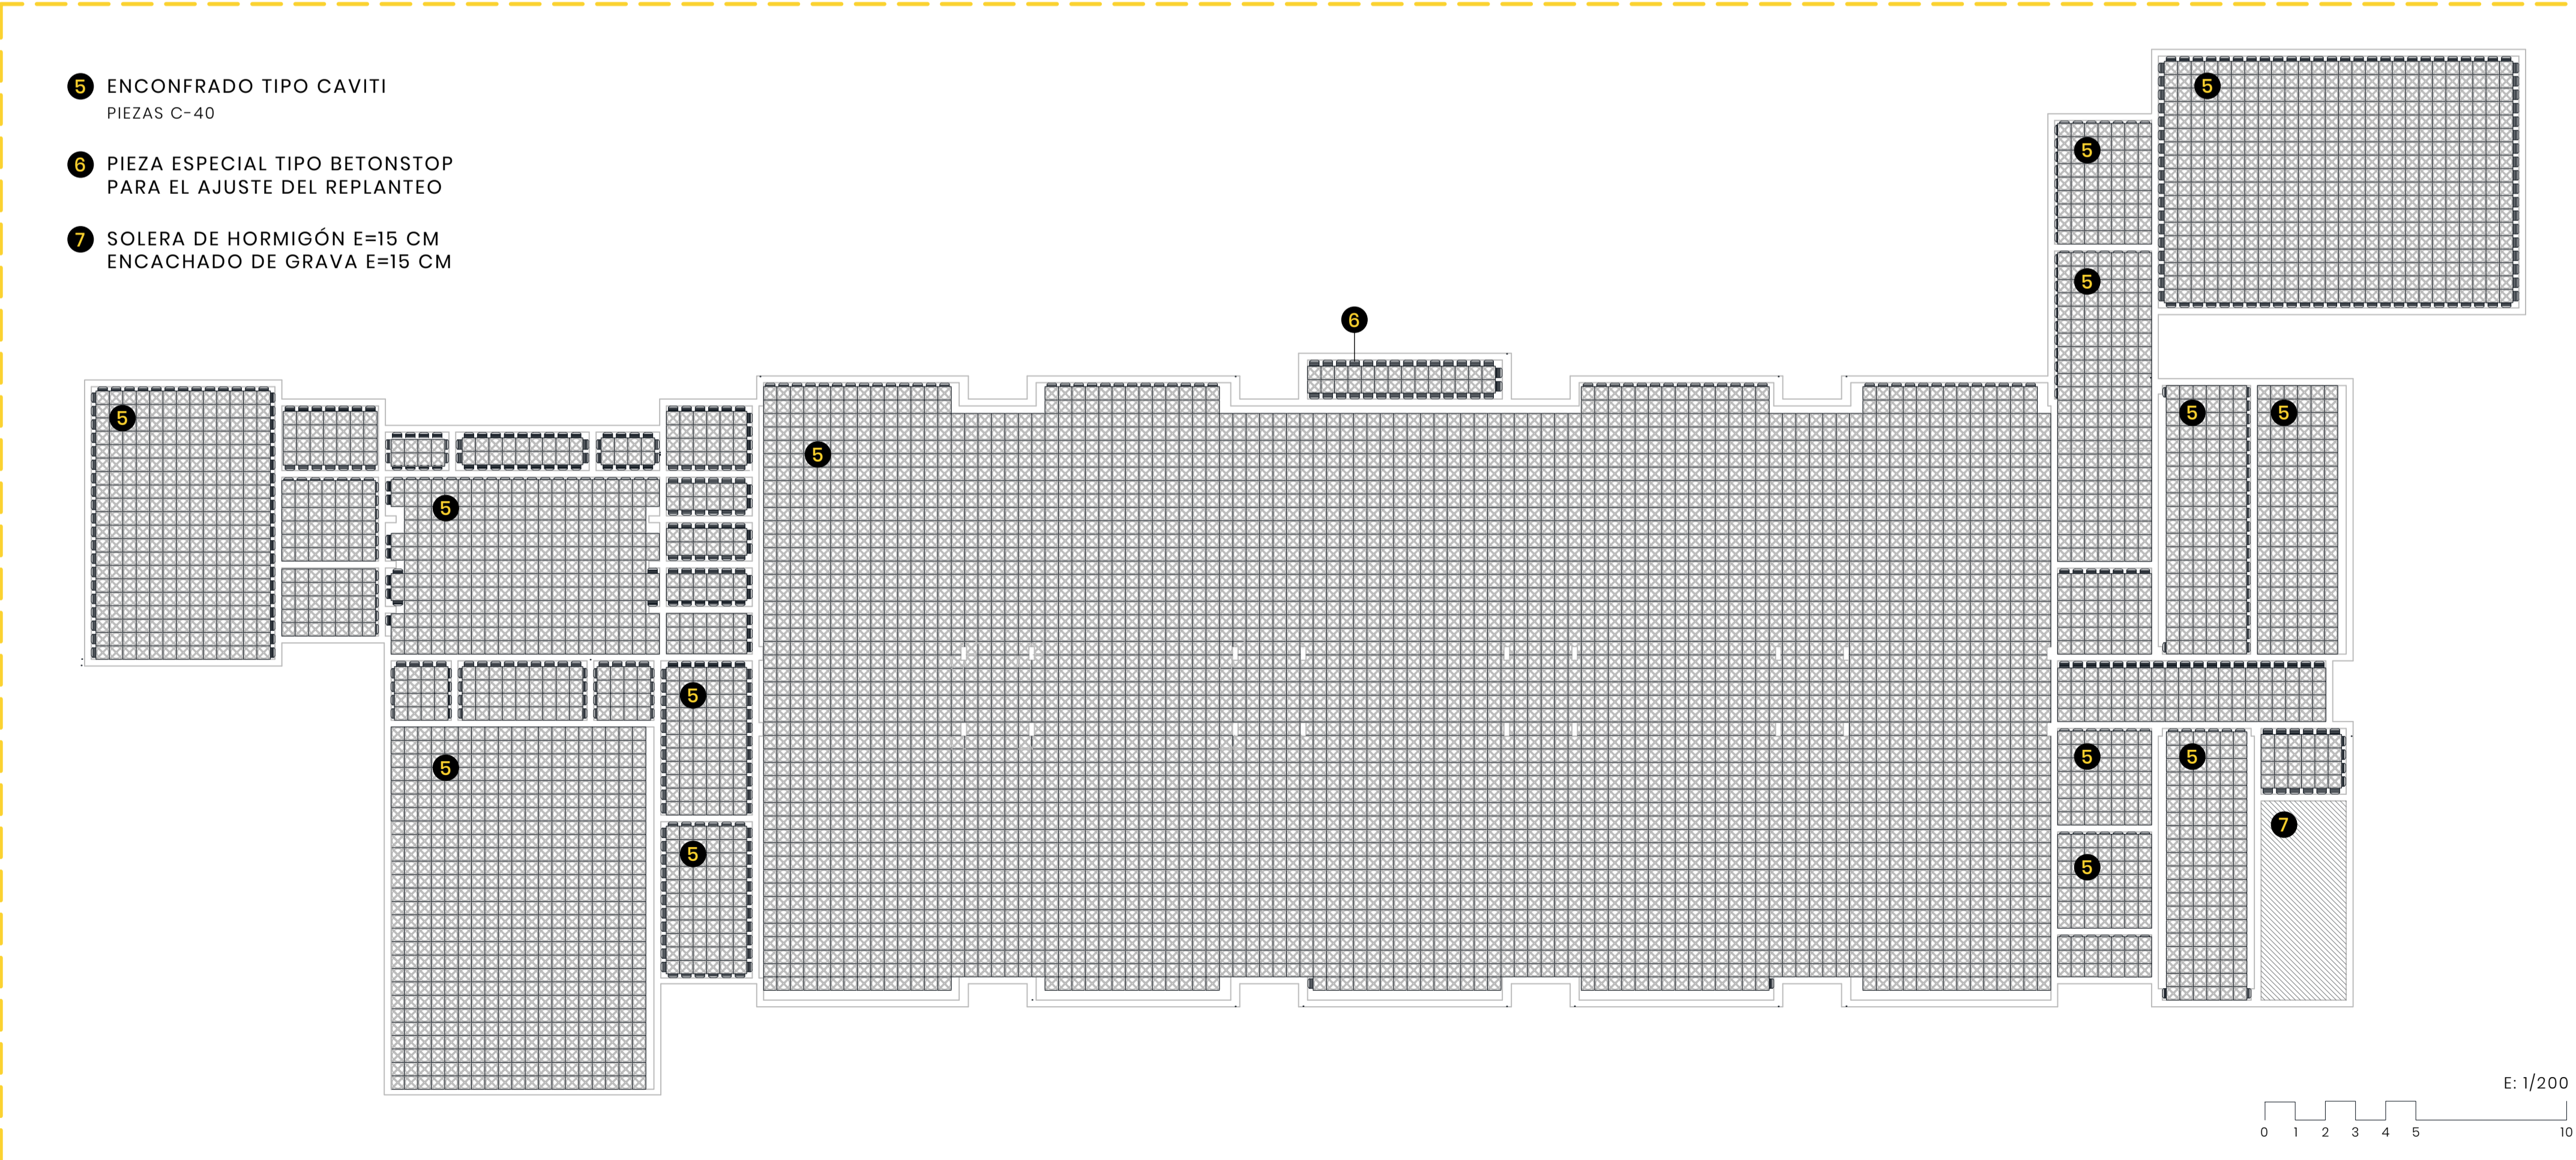 5 ENCONFRADO TIPO CAVITI
PIEZAS C-40
6 PIEZA ESPECIAL TIPO BETONSTOP
PARA EL AJUSTE DEL REPLANTEO
7 SOLERA DE HORMIGÓN E=15 CM
ENCACHADO DE GRAVA E=15 CM
5
5
5
6
5
5
5
5
5
5
5
5
5
5
5
7
5
5
E: 1/200
0 1 2 3 4 5 10